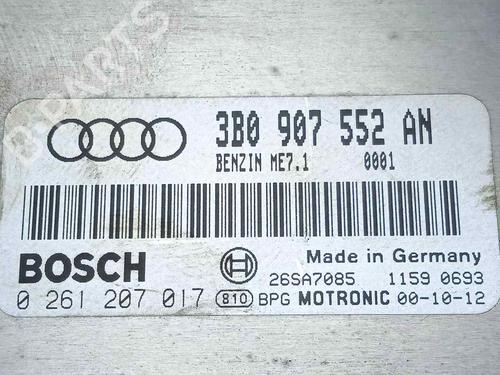 B-PARTS
3B0 907 552 AN
BENZIN ME7.1 0001
BOSCH
Made in Germany
26SA7085 1159 0693
0 261 207 017 810 BPG MOTRONIC 00-10-12